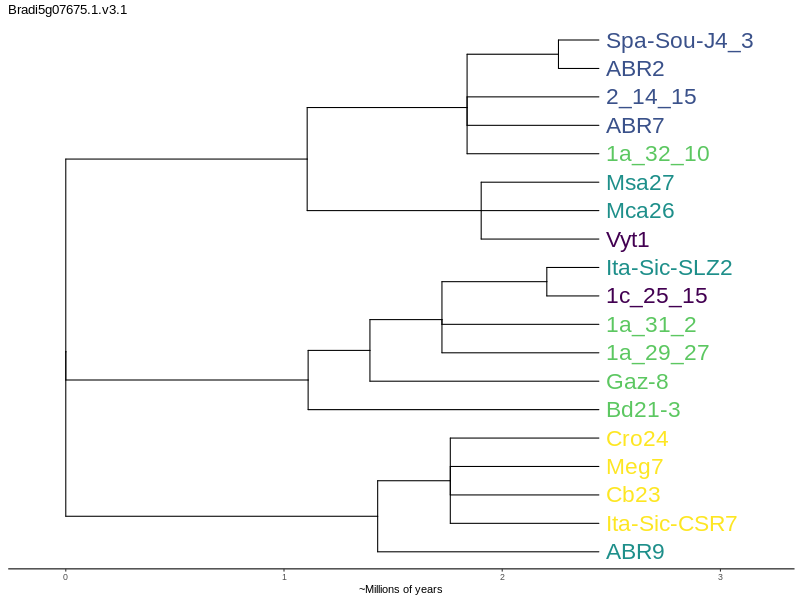 Bradi5g07675.1.v3.1
Spa-Sou-J4_3
ABR2
2_14_15
ABR7
1a_32_10
Msa27
Mca26
Vyt1
Ita-Sic-SLZ2
1c_25_15
1a_31_2
1a_29_27
Gaz-8
Bd21-3
Cro24
Meg7
Cb23
Ita-Sic-CSR7
ABR9
0 1 2 3
~Millions of years